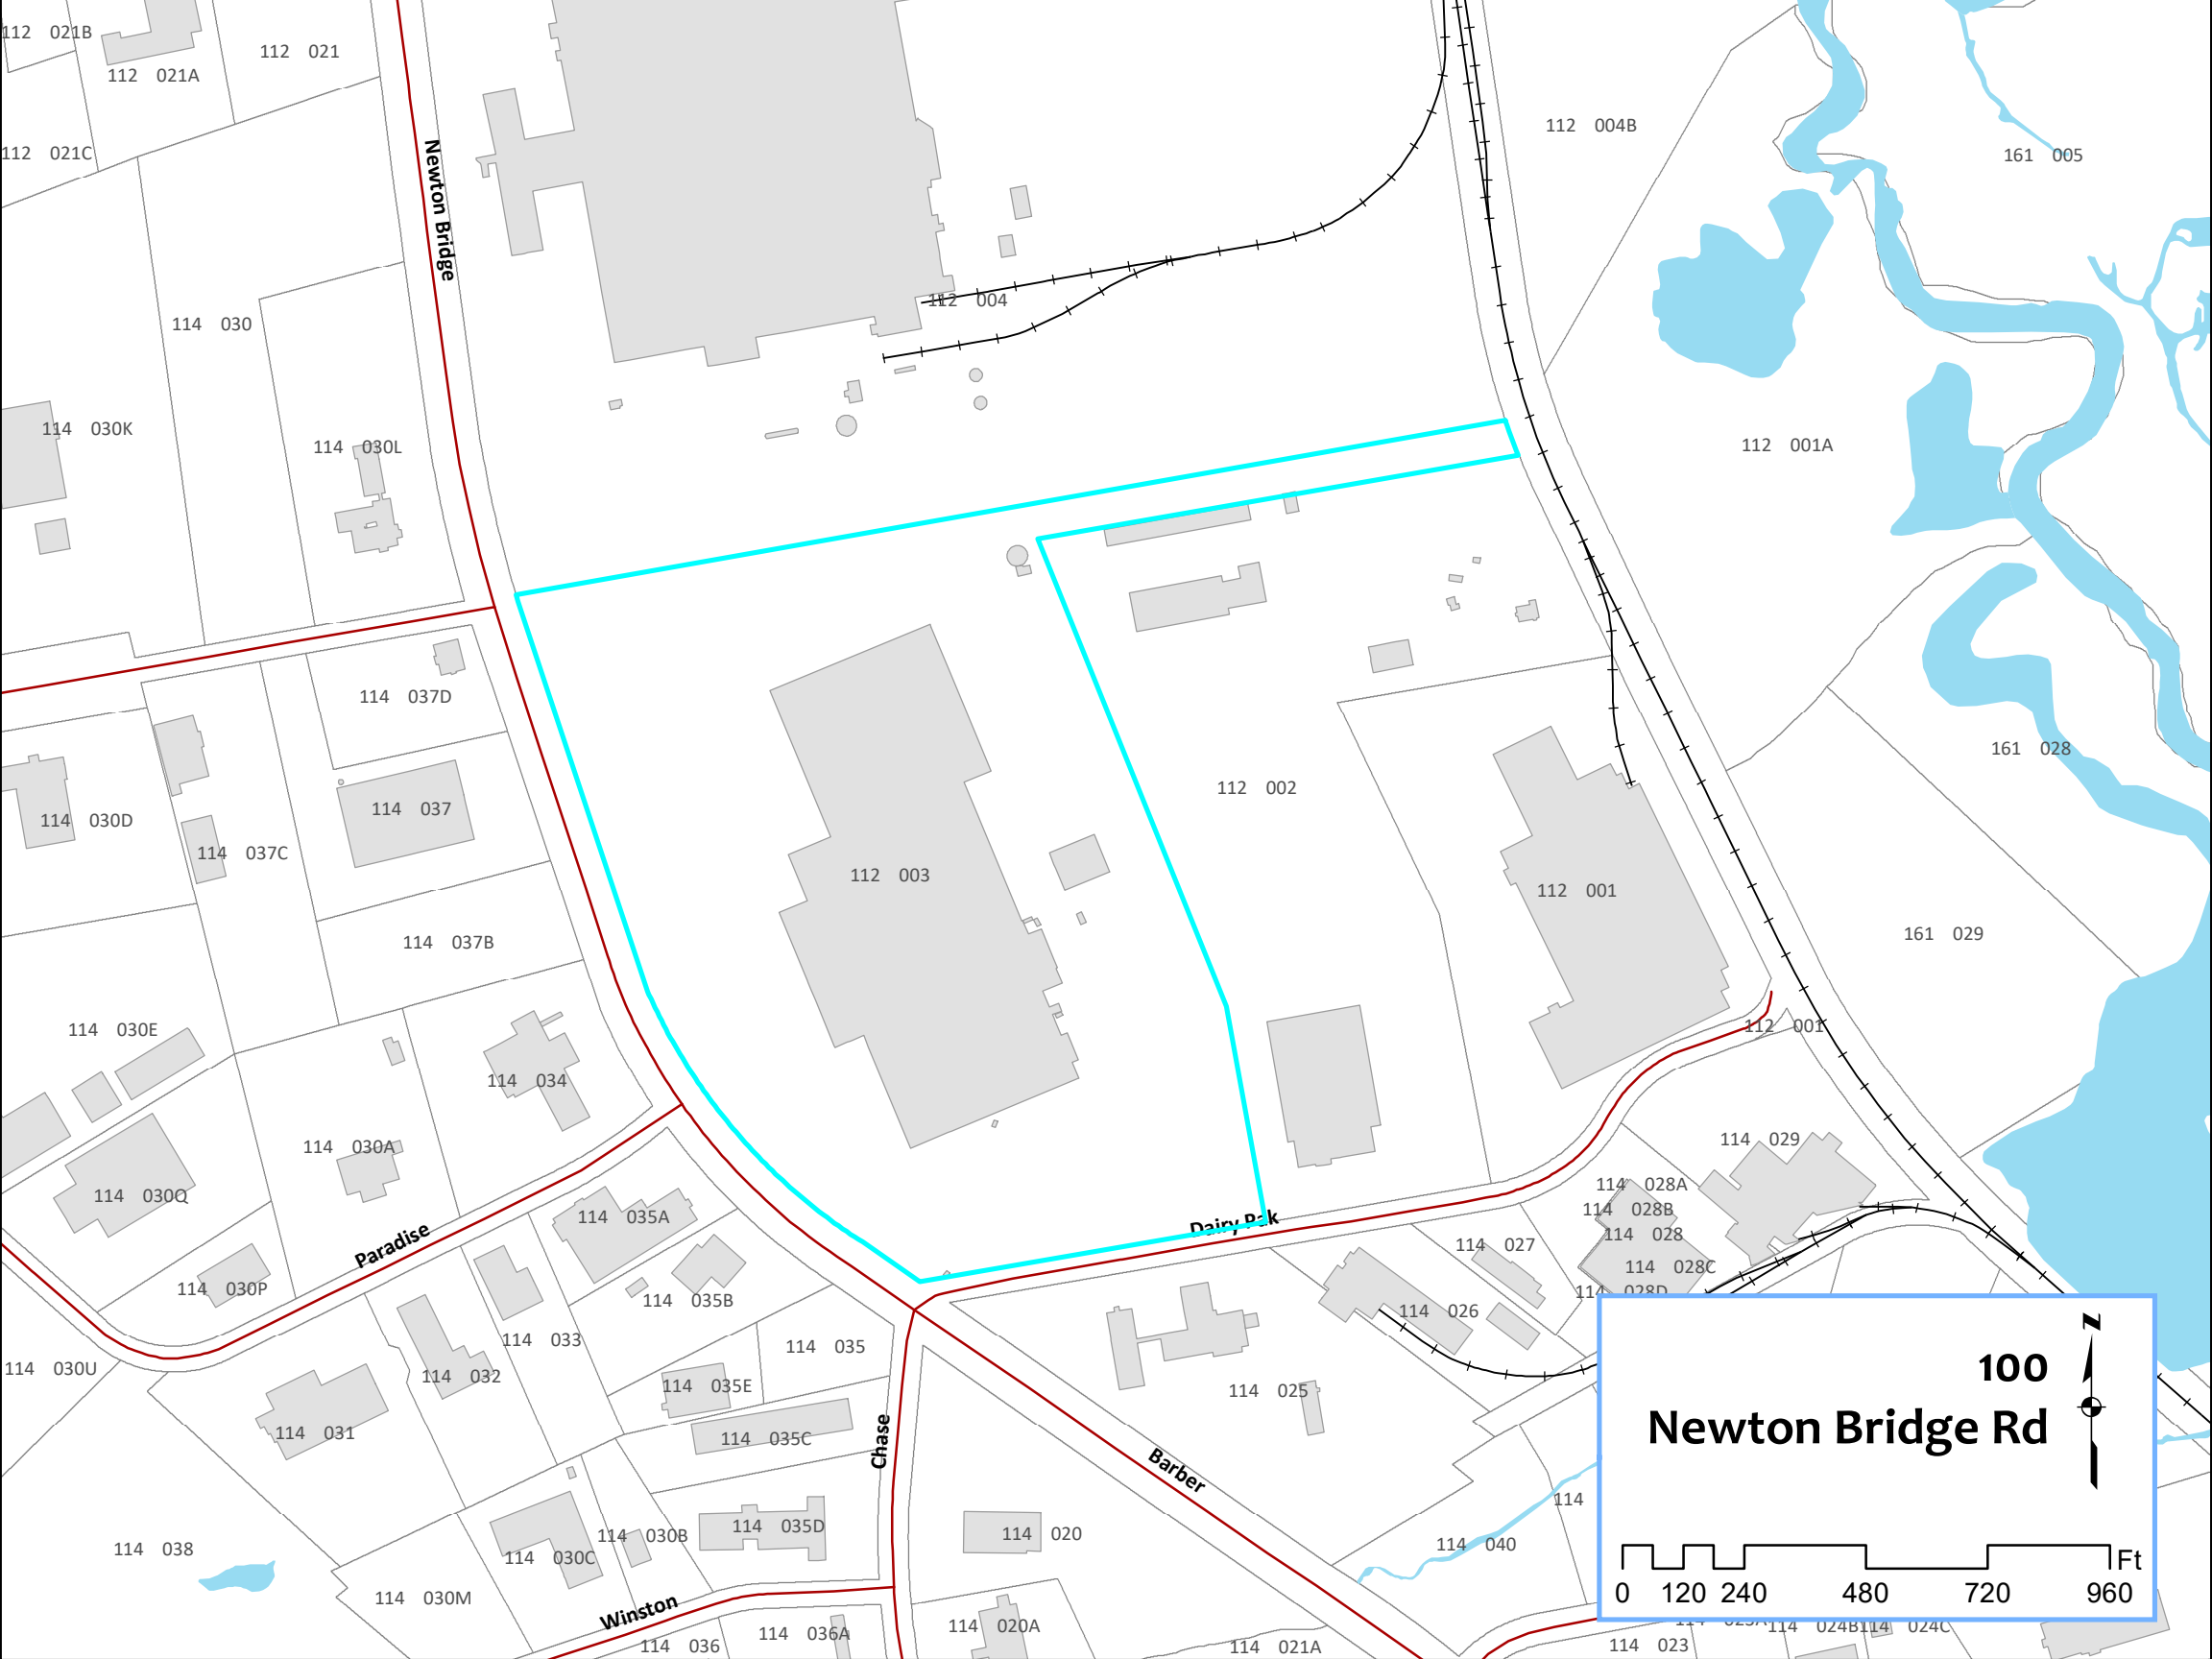 112 021B
112 021
112 021A
112 004B
112 021C
161 005
Newton Bridge
112 004
114 030
114 030K
114 030L
112 001A
114 037D
161 028
112 002
114 037
114 030D
114 037C
112 003
112 001
161 029
114 037B
114 030E
112 001
114 034
114 030A
114 029
114 030Q
114 028A
114 028B
114 035A
Dairy Pak
114 028
Paradise
114 027
114 028C
114 030P
114 028D
114 035B
114 026
114 033
114 035
114 030U
114 032
114 035E
114 025
100
Newton Bridge Rd
N
114 031
114 035C
Chase
Barber
114
114 035D
114 030B
114 020
114 040
114 038
114 030C
Ft
0 120 240 480 720 960
114 030M
Winston
114 036A
114 020A
114 036
114 021A
114 023
114 023A
114 024B
114 024C